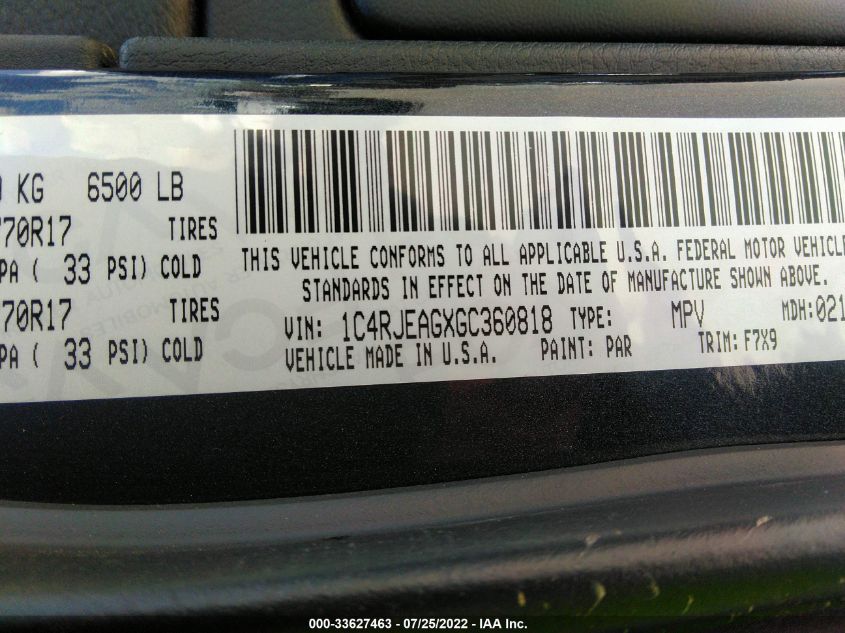 KG 6500 LB
70R17 TIRES
PA ( 33 PSI) COLD
70R17
PA ( 33 PSI) COLD
THIS VEHICLE CONFORMS TO ALL APPLICABLE U.S.A. FEDERAL MOTOR VEHICLE
STANDARDS IN EFFECT ON THE DATE OF MANUFACTURE SHOWN ABOVE.
VIN: 1C4RJEAGXGC360818 TYPE: MPV MDH:021
VEHICLE MADE IN U.S.A. PAINT: PAR TRIM: F7X9
000-33627463 - 07/25/2022 - IAA Inc.